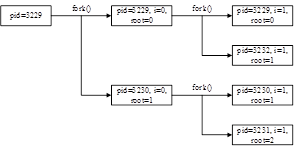 fork()
fork()
pid=3229
pid=3229, i=0,
root=0
pid=3229, i=1,
root=0
pid=3232, i=1,
root=1
fork()
pid=3230, i=0,
root=1
pid=3230, i=1,
root=1
pid=3231, i=1,
root=2